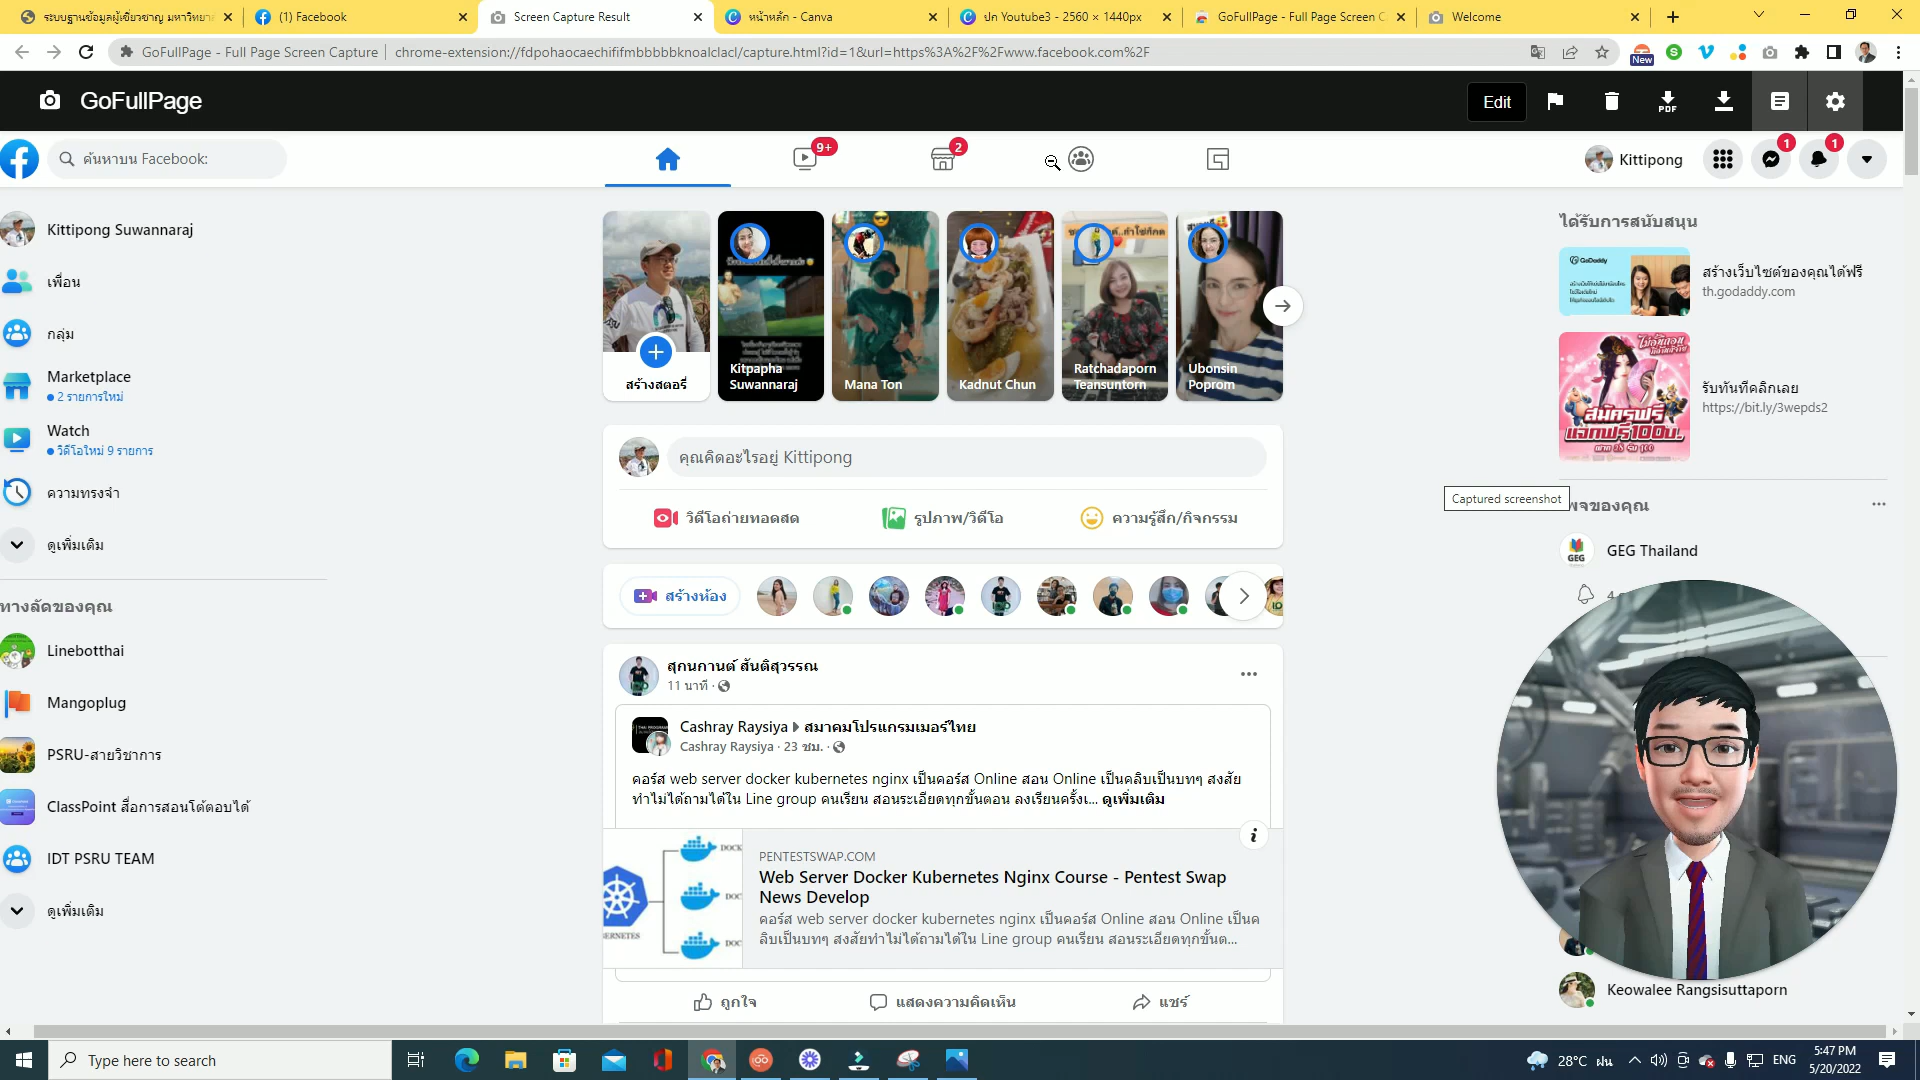 ระบบฐานข้อมูลผู้เชี่ยวชาญ มหาวิทยาล
(1) Facebook
Screen Capture Result
หน้าหลัก - Canva
ปก Youtube3 - 2560 × 1440px
GoFullPage - Full Page Screen C
Welcome
GoFullPage - Full Page Screen Capture
chrome-extension://fdpohaocaechififmbbbbbknoalclacl/capture.html?id=1&url=https%3A%2F%2Fwww.facebook.com%2F
New
GoFullPage
Edit
PDF
ค้นหาบน Facebook:
9+
2
Kittipong
1
1
Kittipong Suwannaraj
เพื่อน
กลุ่ม
Marketplace
2 รายการใหม่
Watch
วิดีโอใหม่ 9 รายการ
ความทรงจำ
ดูเพิ่มเติม
ทางลัดของคุณ
Linebotthai
Mangoplug
PSRU-สายวิชาการ
ClassPoint สื่อการสอนโต้ตอบได้
IDT PSRU TEAM
ดูเพิ่มเติม
สร้างสตอรี่
Kitpapha
Suwannaraj
Mana Ton
Kadnut Chun
Ratchadaporn
Teansuntorn
Ubonsin
Poprom
คุณคิดอะไรอยู่ Kittipong
วิดีโอถ่ายทอดสด
รูปภาพ/วิดีโอ
ความรู้สึก/กิจกรรม
สร้างห้อง
สุกนกานต์ สันติสุวรรณ
11 นาที ·
Cashray Raysiya
สมาคมโปรแกรมเมอร์ไทย
Cashray Raysiya · 23 ชม. ·
คอร์ส web server docker kubernetes nginx เป็นคอร์ส Online สอน Online เป็นคลิบเป็นบทๆ สงสัย
ทำไม่ได้ถามได้ใน Line group คนเรียน สอนระเอียดทุกขั้นตอน ลงเรียนครั้งเ... ดูเพิ่มเติม
PENTESTSWAP.COM
Web Server Docker Kubernetes Nginx Course - Pentest Swap
News Develop
คอร์ส web server docker kubernetes nginx เป็นคอร์ส Online สอน Online เป็นค
ลิบเป็นบทๆ สงสัยทำไม่ได้ถามได้ใน Line group คนเรียน สอนระเอียดทุกขั้นต...
ถูกใจ
แสดงความคิดเห็น
แชร์
ได้รับการสนับสนุน
GoDaddy
สร้างเว็บไซต์ของคุณได้ฟรี
th.godaddy.com
สมัครฟรี
แจกฟรี100บ.
รับทันทีคลิกเลย
https://bit.ly/3wepds2
Captured screenshot
พจของคุณ
GEG
GEG Thailand
Keowalee Rangsisuttaporn
Type here to search
28°C ฝน
ENG
5:47 PM
5/20/2022